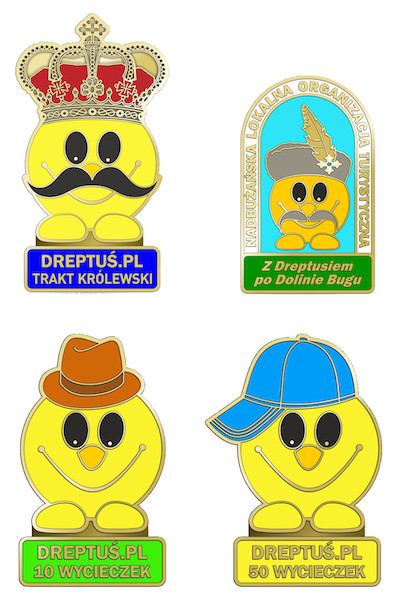 DREPTUŚ.PL
TRAKT KRÓLEWSKI
NADBUŻAŃSKA LOKALNA ORGANIZACJA TURYSTYCZNA
Z Dreptusiem
po Dolinie Bugu
DREPTUŚ.PL
10 WYCIECZEK
DREPTUŚ.PL
50 WYCIECZEK